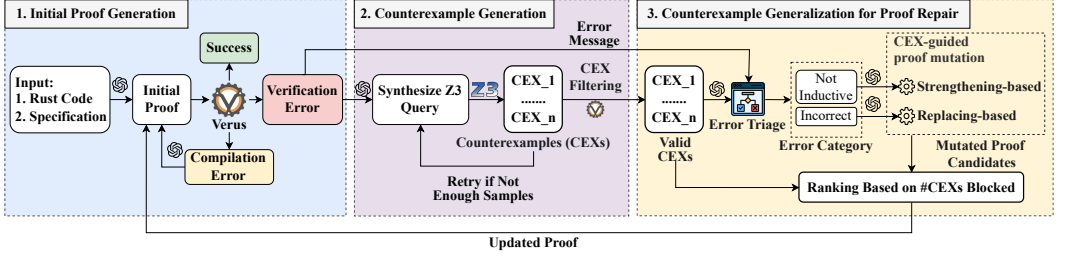 1. Initial Proof Generation
Input:
1. Rust Code
2. Specification
Initial
Proof
Success
Verus
Compilation
Error
Verification
Error
2. Counterexample Generation
Synthesize Z3
Query
Z3
CEX_1
.......
CEX_n
Counterexamples (CEXs)
Retry if Not
Enough Samples
Error
Message
CEX
Filtering
3. Counterexample Generalization for Proof Repair
CEX_1
.......
CEX_n
Valid
CEXs
Error Triage
Not
Inductive
Incorrect
Error Category
CEX-guided
proof mutation
Strengthening-based
Replacing-based
Mutated Proof
Candidates
Ranking Based on #CEXs Blocked
Updated Proof